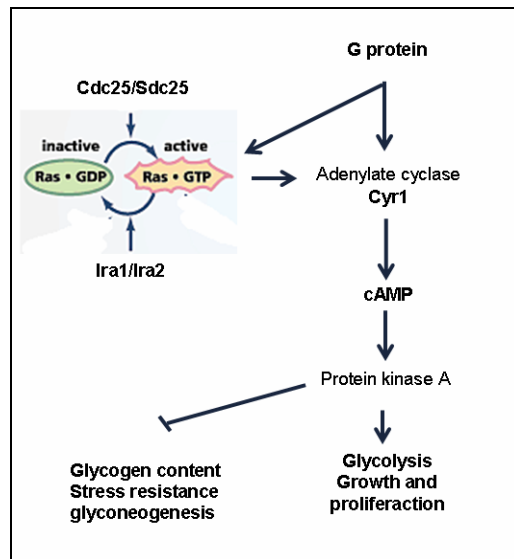 G protein
Cdc25/Sdc25
inactive
active
Ras • GDP
Ras • GTP
Adenylate cyclase
Cyr1
Ira1/Ira2
cAMP
Protein kinase A
Glycogen content
Stress resistance
glyconeogenesis
Glycolysis
Growth and
proliferaction